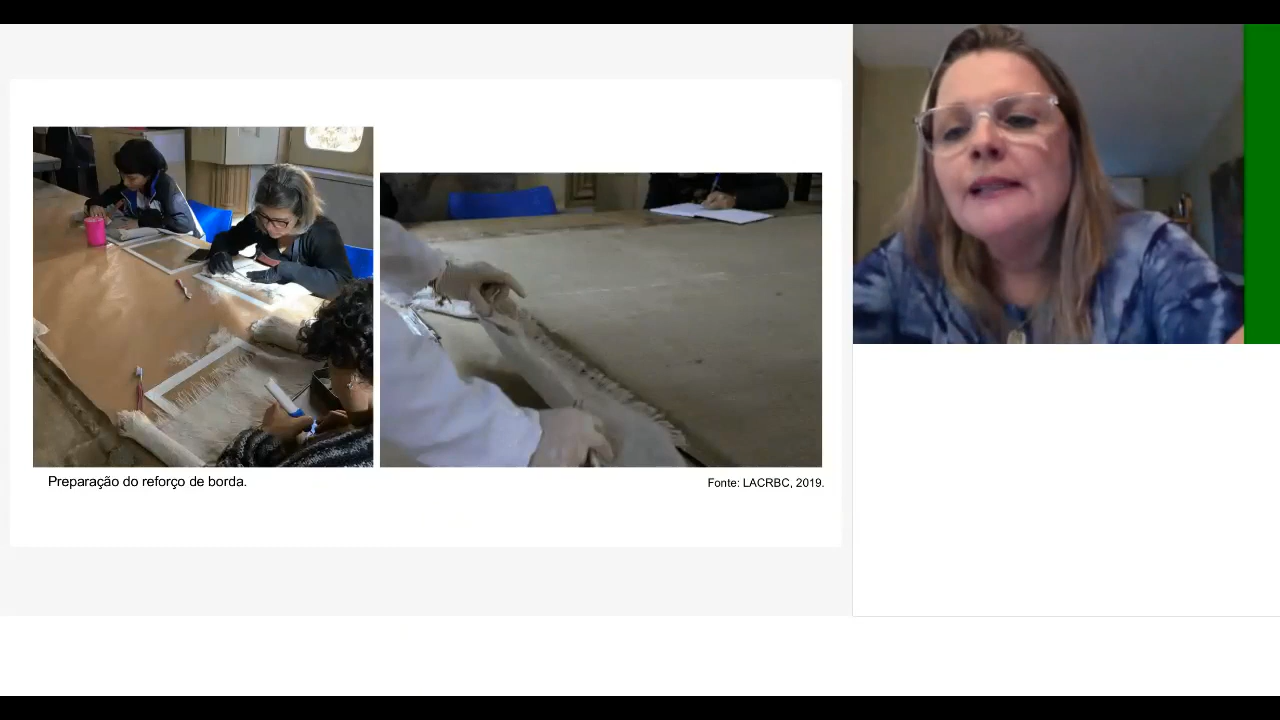 Preparação do reforço de borda.
Fonte: LACRBC, 2019.